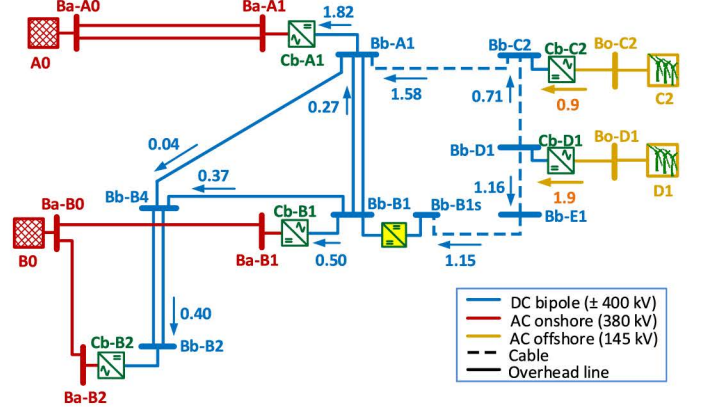 Ba-A0
Ba-A1
1.82
A0
Cb-A1
Bb-A1
Bb-C2
Cb-C2
Bo-C2
1.58
0.71
0.9
C2
0.27
0.04
0.37
Bb-D1
Cb-D1
Bo-D1
1.9
D1
1.16
Bb-B4
Ba-B0
Cb-B1
Bb-B1
Bb-B1s
Bb-E1
B0
Ba-B1
0.50
1.15
0.40
Cb-B2
Bb-B2
Ba-B2
DC bipole (± 400 kV)
AC onshore (380 kV)
AC offshore (145 kV)
Cable
Overhead line